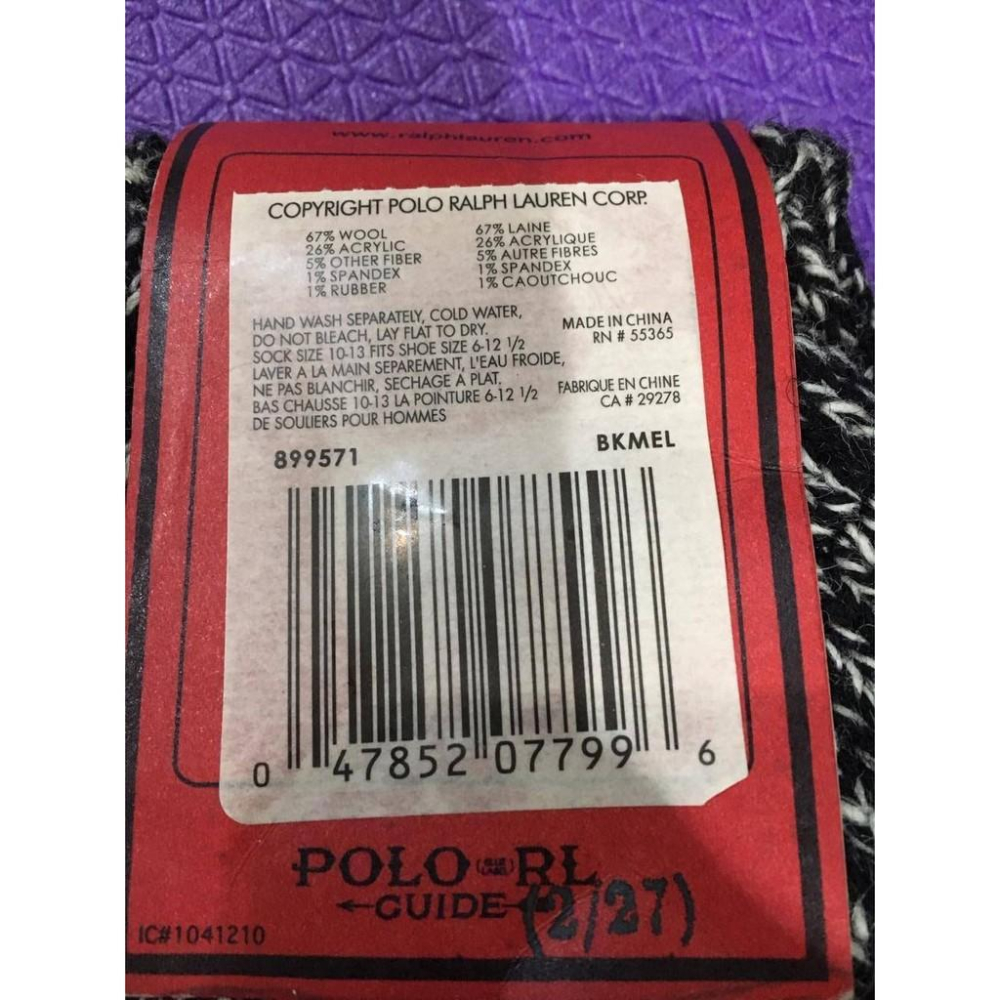 www.ralphlauren.com
COPYRIGHT POLO RALPH LAUREN CORP.
67% WOOL
26% ACRYLIC
5% OTHER FIBER
1% SPANDEX
1% RUBBER
67% LAINE
26% ACRYLIQUE
5% AUTRE FIBRES
1% SPANDEX
1% CAOUTCHOUC
HAND WASH SEPARATELY, COLD WATER,
DO NOT BLEACH, LAY FLAT TO DRY.
SOCK SIZE 10-13 FITS SHOE SIZE 6-12 1/2
LAVER A LA MAIN SEPAREMENT, L'EAU FROIDE,
NE PAS BLANCHIR, SECHAGE A PLAT.
BAS CHAUSSE 10-13 LA POINTURE 6-12 1/2
DE SOULIERS POUR HOMMES
MADE IN CHINA
RN # 55365
FABRIQUE EN CHINE
CA # 29278
899571 BKMEL
0 47852 07799 6
POLO (BLUE LABEL) RL
GUIDE
(2/27)
IC#1041210